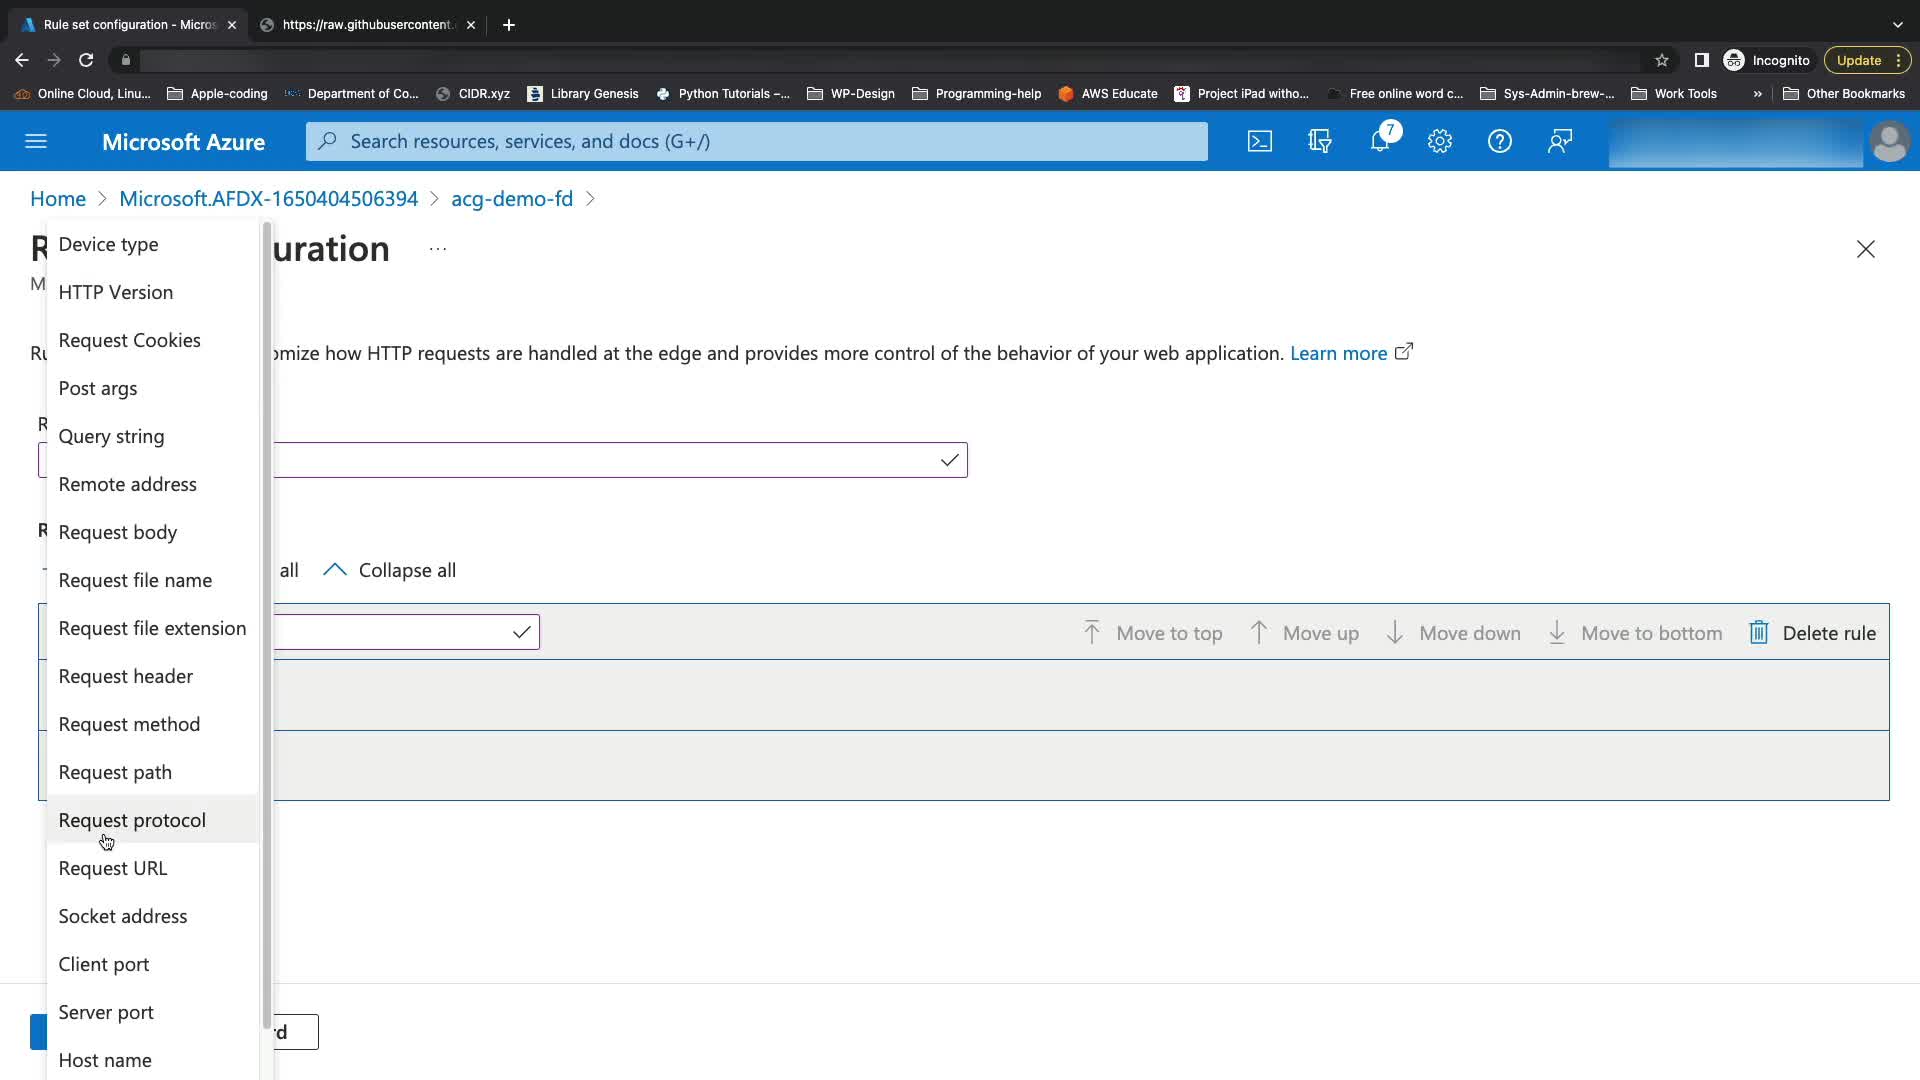 Rule set configuration - Micros
https://raw.githubusercontent.
Incognito
Update
Online Cloud, Linu...
Apple-coding
Department of Co...
CIDR.xyz
Library Genesis
Python Tutorials –...
WP-Design
Programming-help
AWS Educate
Project iPad witho...
Free online word c...
Sys-Admin-brew-...
Work Tools
»
Other Bookmarks
Microsoft Azure
Search resources, services, and docs (G+/)
7
Home > Microsoft.AFDX-1650404506394 > acg-demo-fd >
R
uration ...
M
Ru
omize how HTTP requests are handled at the edge and provides more control of the behavior of your web application. Learn more
R
R
all
Collapse all
Move to top
Move up
Move down
Move to bottom
Delete rule
Device type
HTTP Version
Request Cookies
Post args
Query string
Remote address
Request body
Request file name
Request file extension
Request header
Request method
Request path
Request protocol
Request URL
Socket address
Client port
Server port
Host name
rd